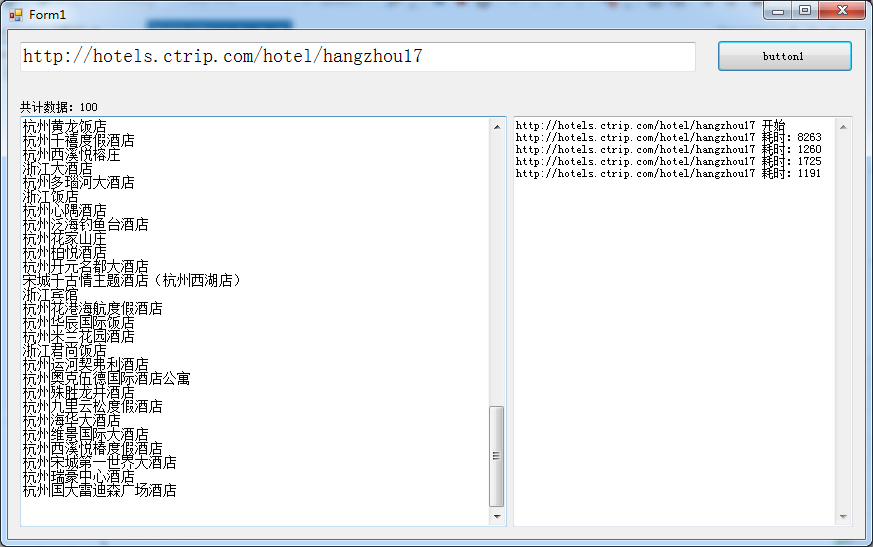 Form1
http://hotels.ctrip.com/hotel/hangzhou17
button1
共计数据：100
杭州黄龙饭店
杭州千禧度假酒店
杭州西溪悦榕庄
浙江大酒店
杭州多瑙河大酒店
浙江饭店
杭州心隅酒店
杭州泛海钓鱼台酒店
杭州花家山庄
杭州柏悦酒店
杭州开元名都大酒店
宋城千古情主题酒店（杭州西湖店）
浙江宾馆
杭州花港海航度假酒店
杭州华辰国际饭店
杭州米兰花园酒店
浙江君尚饭店
杭州运河契弗利酒店
杭州奥克伍德国际酒店公寓
杭州殊胜龙井酒店
杭州九里云松度假酒店
杭州海华大酒店
杭州维景国际大酒店
杭州西溪悦椿度假酒店
杭州宋城第一世界大酒店
杭州瑞豪中心酒店
杭州国大雷迪森广场酒店
http://hotels.ctrip.com/hotel/hangzhou17 开始
http://hotels.ctrip.com/hotel/hangzhou17 耗时：8263
http://hotels.ctrip.com/hotel/hangzhou17 耗时：1260
http://hotels.ctrip.com/hotel/hangzhou17 耗时：1725
http://hotels.ctrip.com/hotel/hangzhou17 耗时：1191